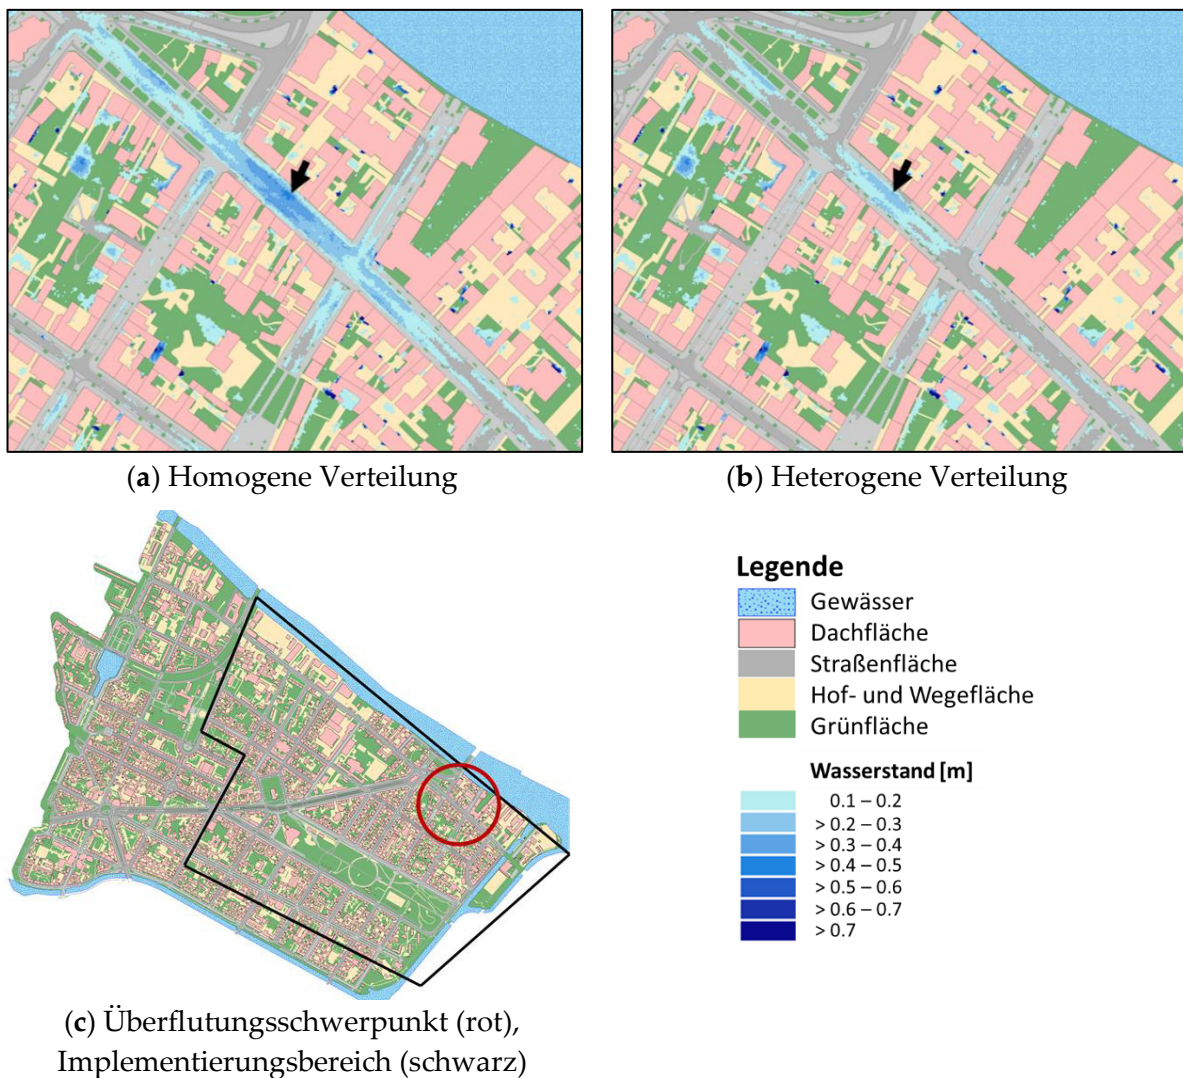 (a) Homogene Verteilung
(b) Heterogene Verteilung
Legende
Gewässer
Dachfläche
Straßenfläche
Hof- und Wegefläche
Grünfläche
Wasserstand [m]
0.1 – 0.2
> 0.2 – 0.3
> 0.3 – 0.4
> 0.4 – 0.5
> 0.5 – 0.6
> 0.6 – 0.7
> 0.7
(c) Überflutungsschwerpunkt (rot),
Implementierungsbereich (schwarz)